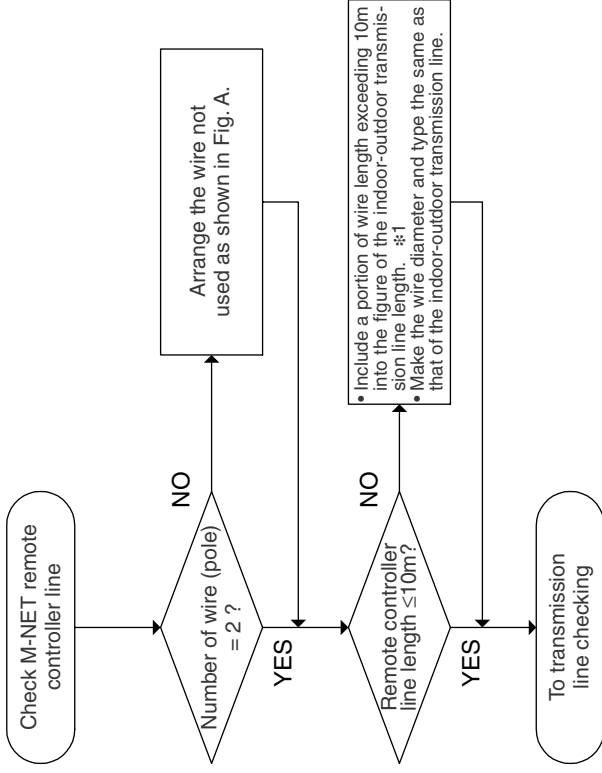 Check M-NET remote
controller line
Number of wire (pole)
= 2 ?
NO
Arrange the wire not
used as shown in Fig. A.
YES
Remote controller
line length ≤10m?
NO
• Include a portion of wire length exceeding 10m
into the figure of the indoor-outdoor transmis-
sion line length. ✻1
• Make the wire diameter and type the same as
that of the indoor-outdoor transmission line.
YES
To transmission
line checking